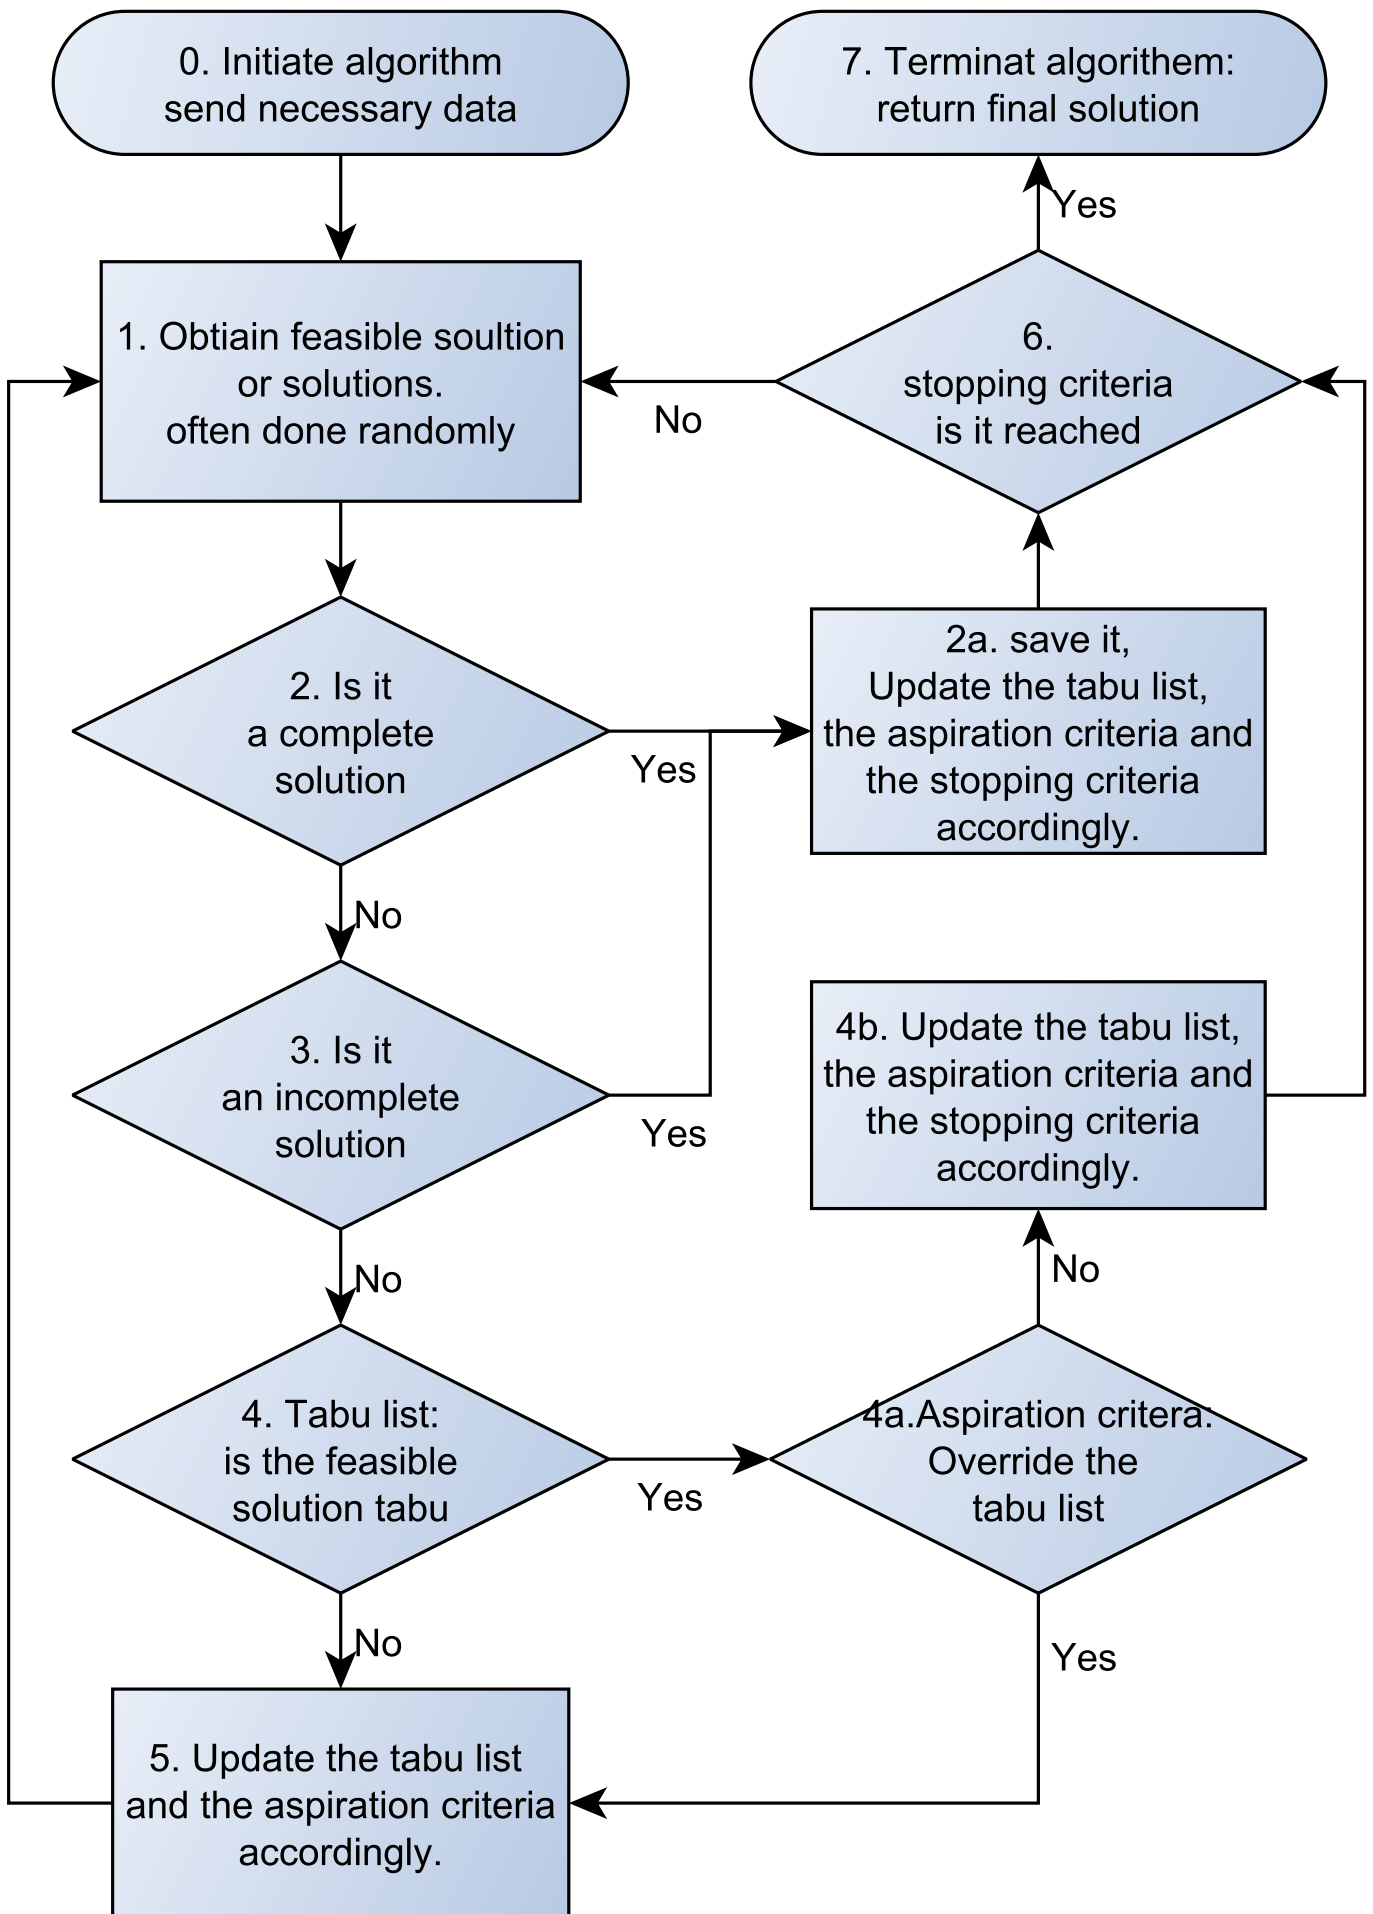 0. Initiate algorithm
send necessary data
7. Terminat algorithem:
return final solution
Yes
1. Obtiain feasible soultion
or solutions.
often done randomly
6.
stopping criteria
is it reached
No
2. Is it
a complete
solution
Yes
2a. save it,
Update the tabu list,
the aspiration criteria and
the stopping criteria
accordingly.
No
3. Is it
an incomplete
solution
Yes
4b. Update the tabu list,
the aspiration criteria and
the stopping criteria
accordingly.
No
No
4. Tabu list:
is the feasible
solution tabu
Yes
4a.Aspiration critera:
Override the
tabu list
No
Yes
5. Update the tabu list
and the aspiration criteria
accordingly.